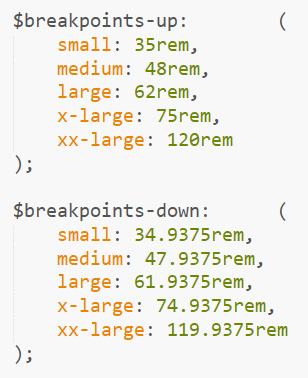 $breakpoints-up: (
small: 35rem,
medium: 48rem,
large: 62rem,
x-large: 75rem,
xx-large: 120rem
);
$breakpoints-down: (
small: 34.9375rem,
medium: 47.9375rem,
large: 61.9375rem,
x-large: 74.9375rem,
xx-large: 119.9375rem
);